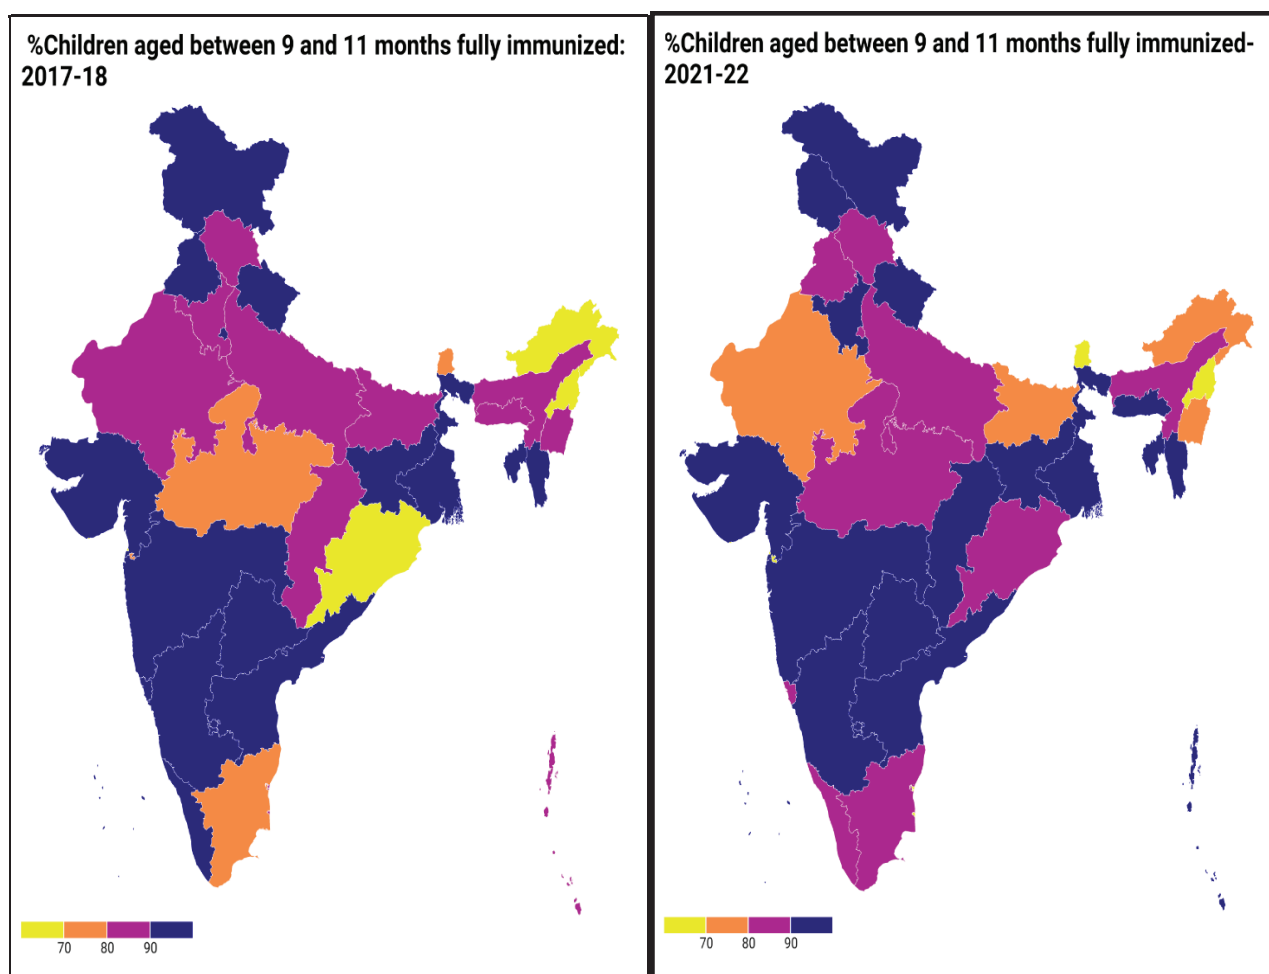 %Children aged between 9 and 11 months fully immunized:
2017-18
70 80 90
%Children aged between 9 and 11 months fully immunized-
2021-22
70 80 90